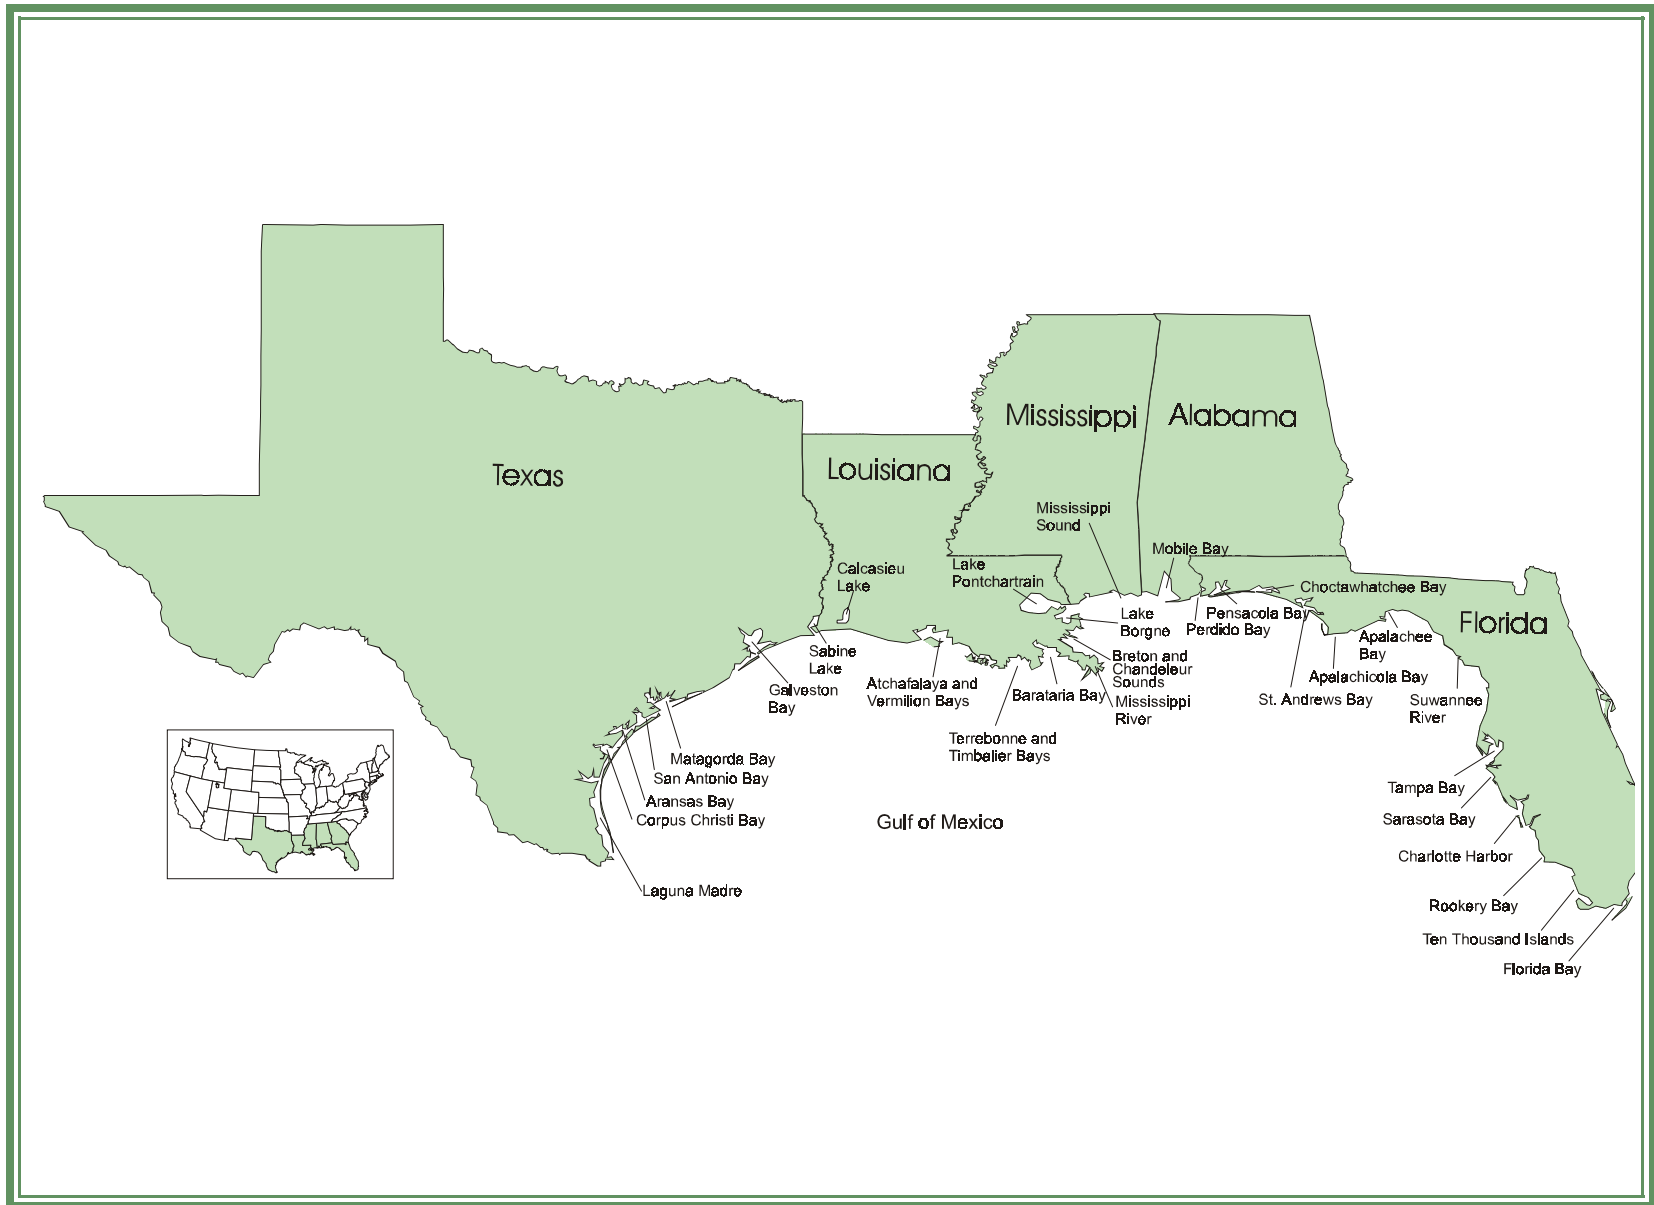 Mississippi
Alabama
Texas
Louisiana
Florida
Mississippi
Sound
Mobile Bay
Calcasieu
Lake
Lake
Pontchartrain
Choctawhatchee Bay
Lake
Borgne
Pensacola Bay
Perdido Bay
Apalachee
Bay
Sabine
Lake
Breton and
Chandeleur
Sounds
Galveston
Bay
Atchafalaya and
Vermilion Bays
Barataria Bay
Mississippi
River
Apalachicola Bay
St. Andrews Bay
Suwannee
River
Terrebonne and
Timbalier Bays
Matagorda Bay
San Antonio Bay
Aransas Bay
Corpus Christi Bay
Gulf of Mexico
Laguna Madre
Tampa Bay
Sarasota Bay
Charlotte Harbor
Rookery Bay
Ten Thousand Islands
Florida Bay